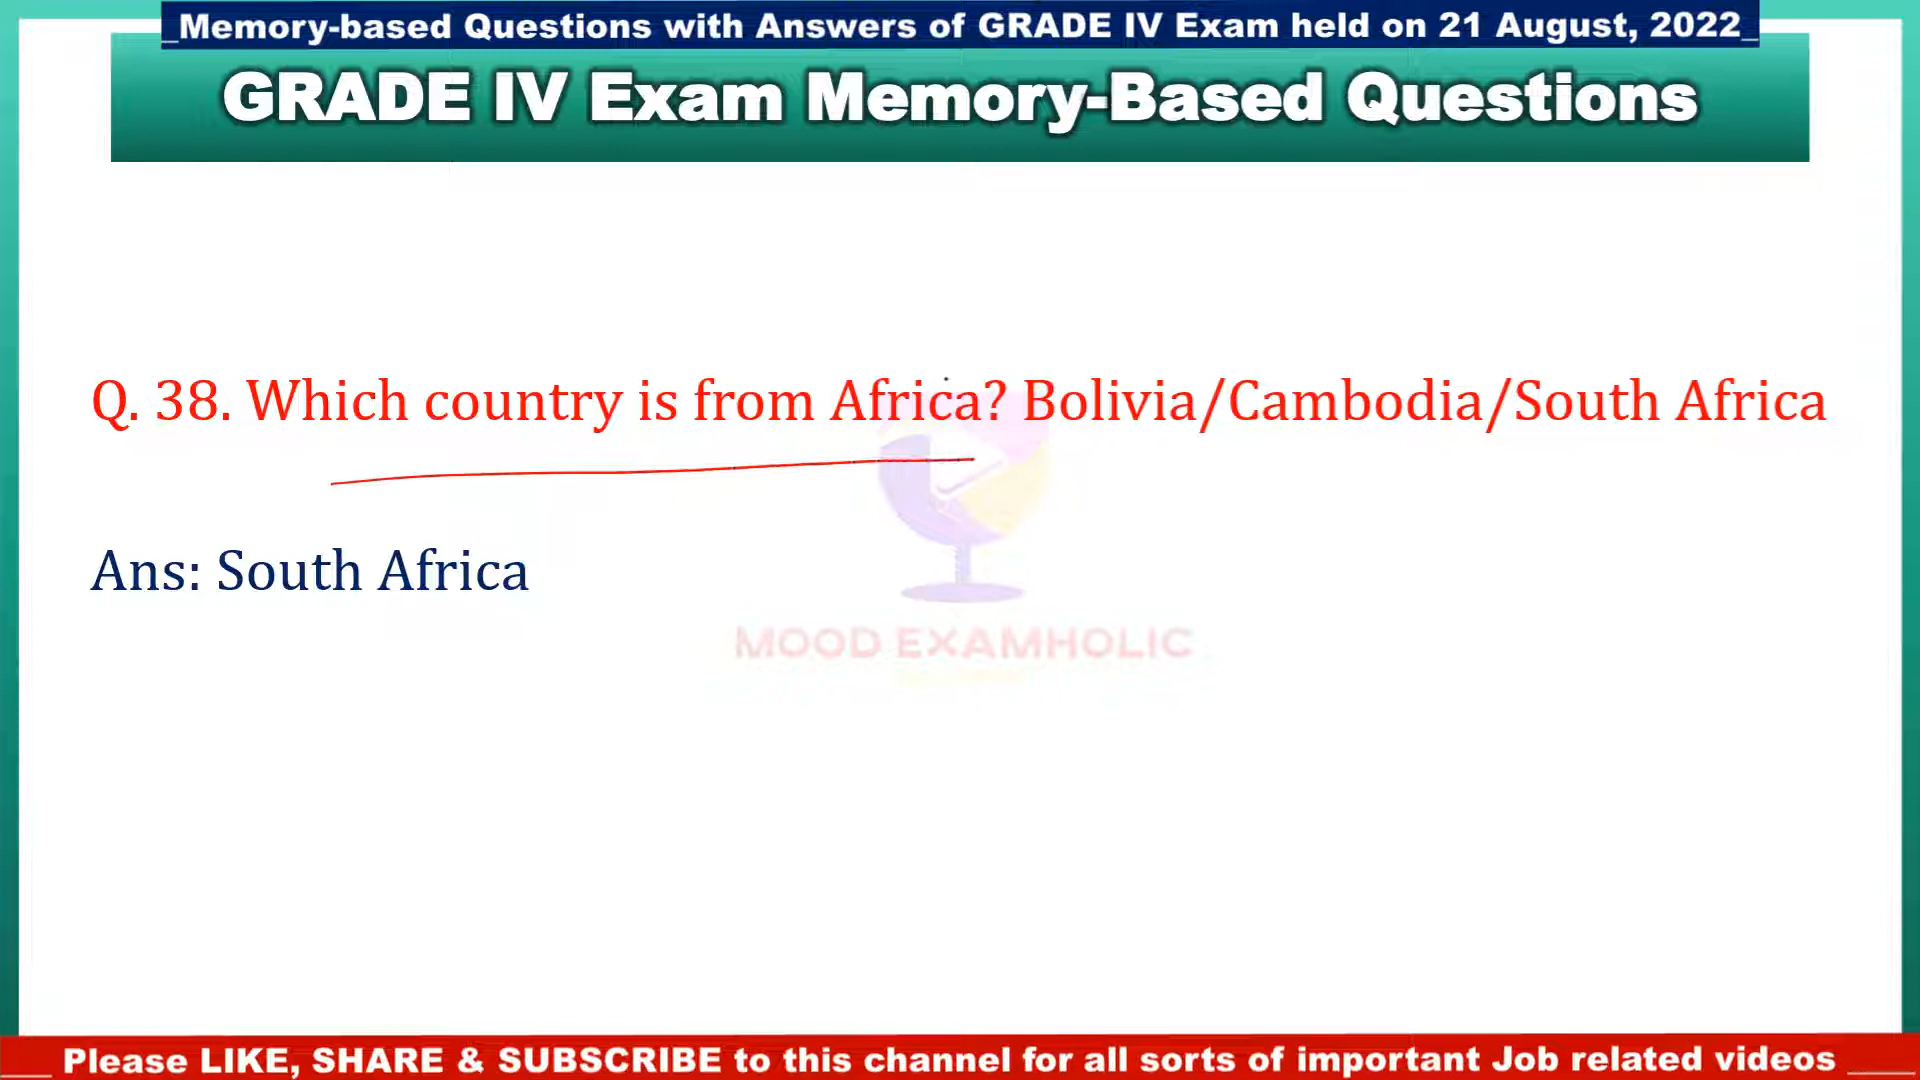 _Memory-based Questions with Answers of GRADE IV Exam held on 21 August, 2022_
GRADE IV Exam Memory-Based Questions
Q. 38. Which country is from Africa? Bolivia/Cambodia/South Africa
Ans: South Africa
MOOD EXAMHOLIC
___ Please LIKE, SHARE & SUBSCRIBE to this channel for all sorts of important Job related videos ____